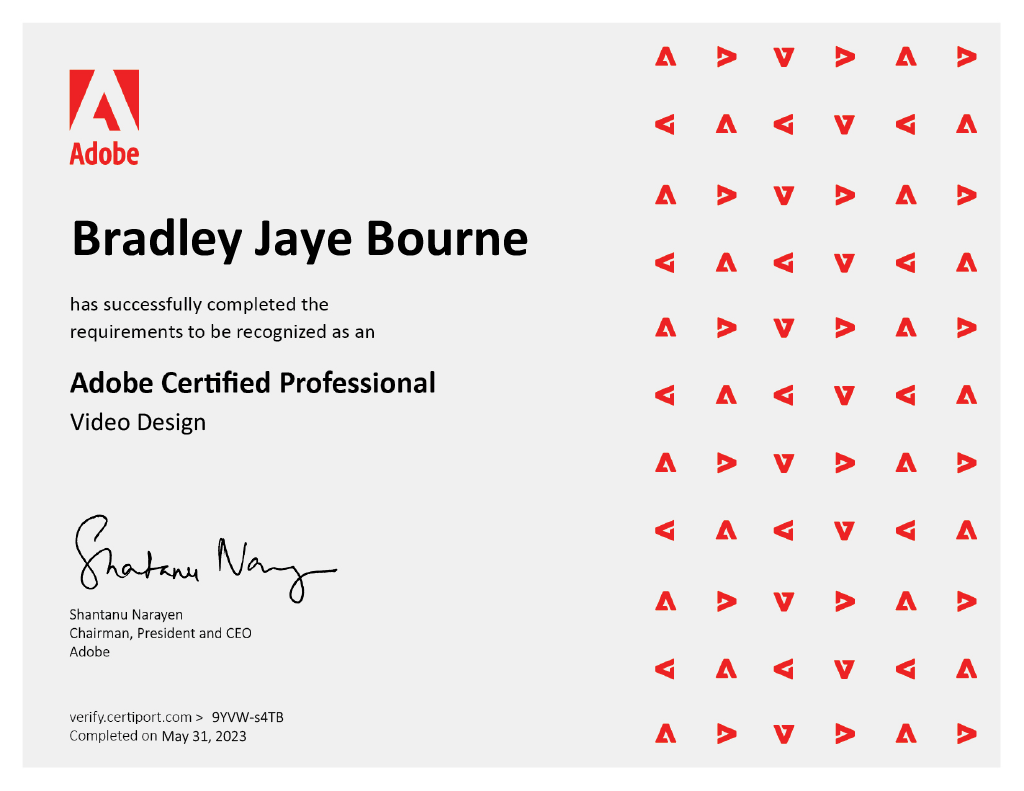 Adobe
Bradley Jaye Bourne
has successfully completed the
requirements to be recognized as an
Adobe Certified Professional
Video Design
Shantanu Narayen
Shantanu Narayen
Chairman, President and CEO
Adobe
verify.certiport.com > 9YVW-s4TB
Completed on May 31, 2023